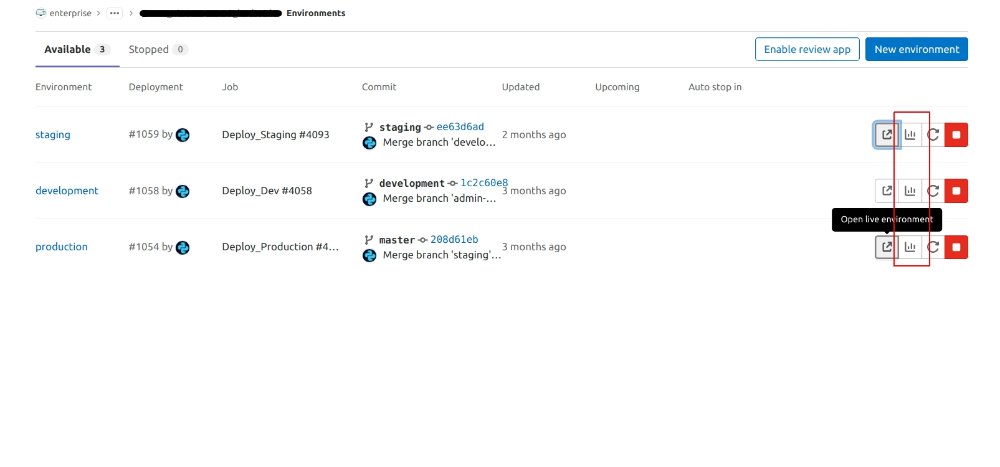 enterprise > ••• > Environments
Available 3 Stopped 0 Enable review app New environment
Environment Deployment Job Commit Updated Upcoming Auto stop in
staging #1059 by Deploy_Staging #4093 staging ee63d6ad 2 months ago
Merge branch 'develo...
development #1058 by Deploy_Dev #4058 development 1c2c60e8 3 months ago
Merge branch 'admin-...
Open live environment
production #1054 by Deploy_Production #4... master 208d61eb 3 months ago
Merge branch 'staging'...